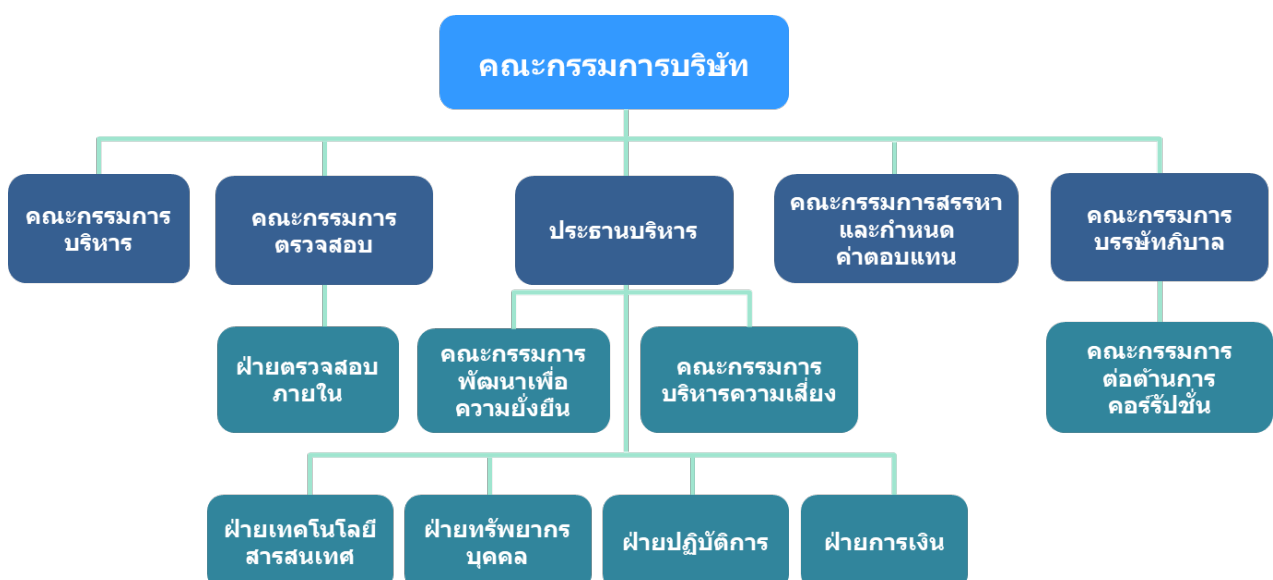 คณะกรรมการบริษัท
คณะกรรมการ
บริหาร
คณะกรรมการ
ตรวจสอบ
ประธานบริหาร
คณะกรรมการสรรหา
และกำหนด
ค่าตอบแทน
คณะกรรมการ
บรรษัทภิบาล
ฝ่ายตรวจสอบ
ภายใน
คณะกรรมการ
พัฒนาเพื่อ
ความยั่งยืน
คณะกรรมการ
บริหารความเสี่ยง
คณะกรรมการ
ต่อต้านการ
คอร์รัปชั่น
ฝ่ายเทคโนโลยี
สารสนเทศ
ฝ่ายทรัพยากร
บุคคล
ฝ่ายปฏิบัติการ
ฝ่ายการเงิน